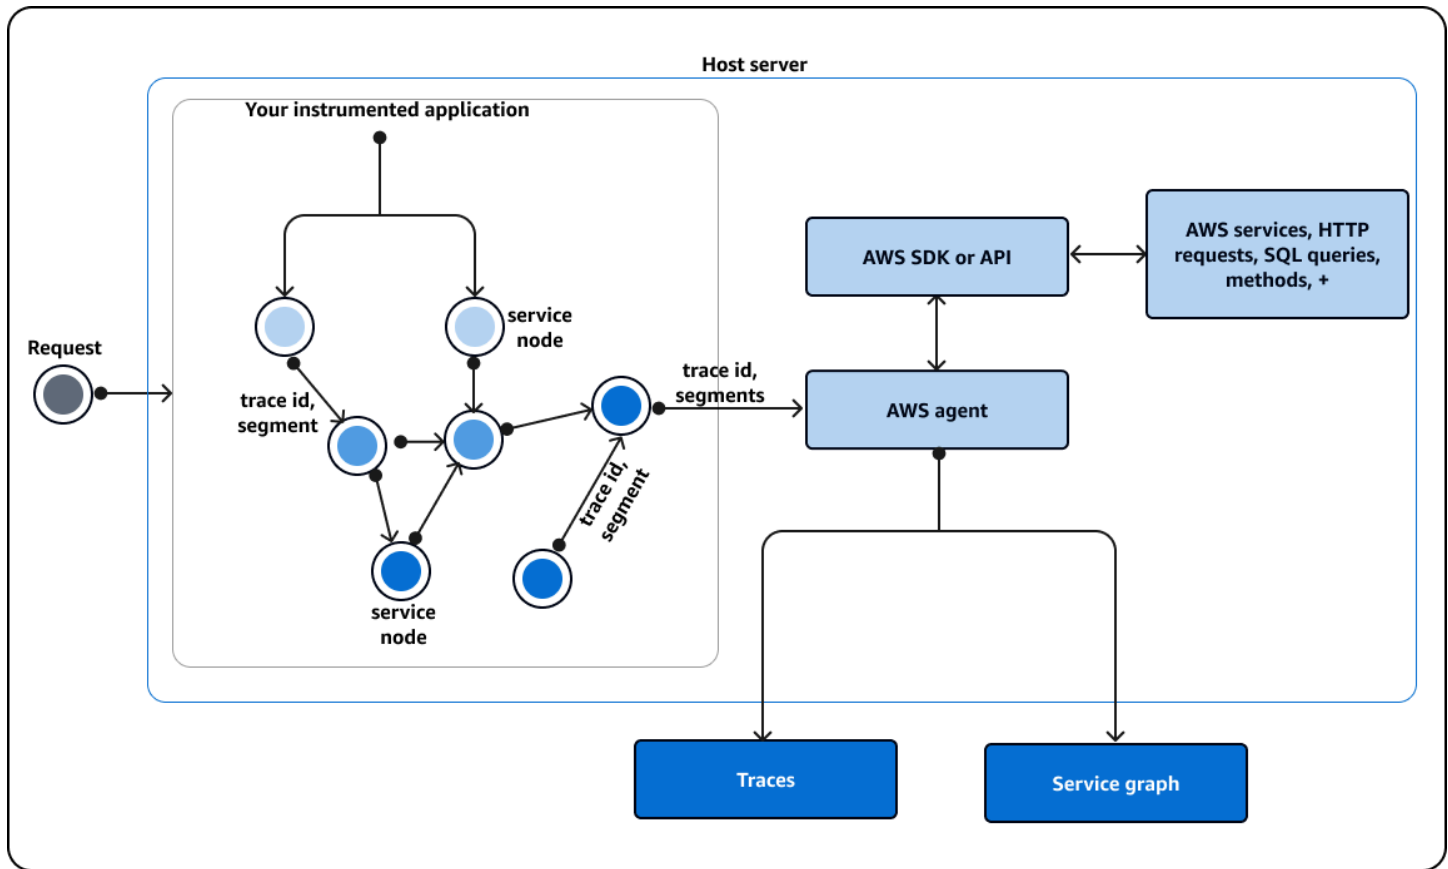 Host server
Your instrumented application
service
node
Request
trace id,
segment
trace id,
segments
trace id,
segment
service
node
AWS SDK or API
AWS services, HTTP
requests, SQL queries,
methods, +
AWS agent
Traces
Service graph